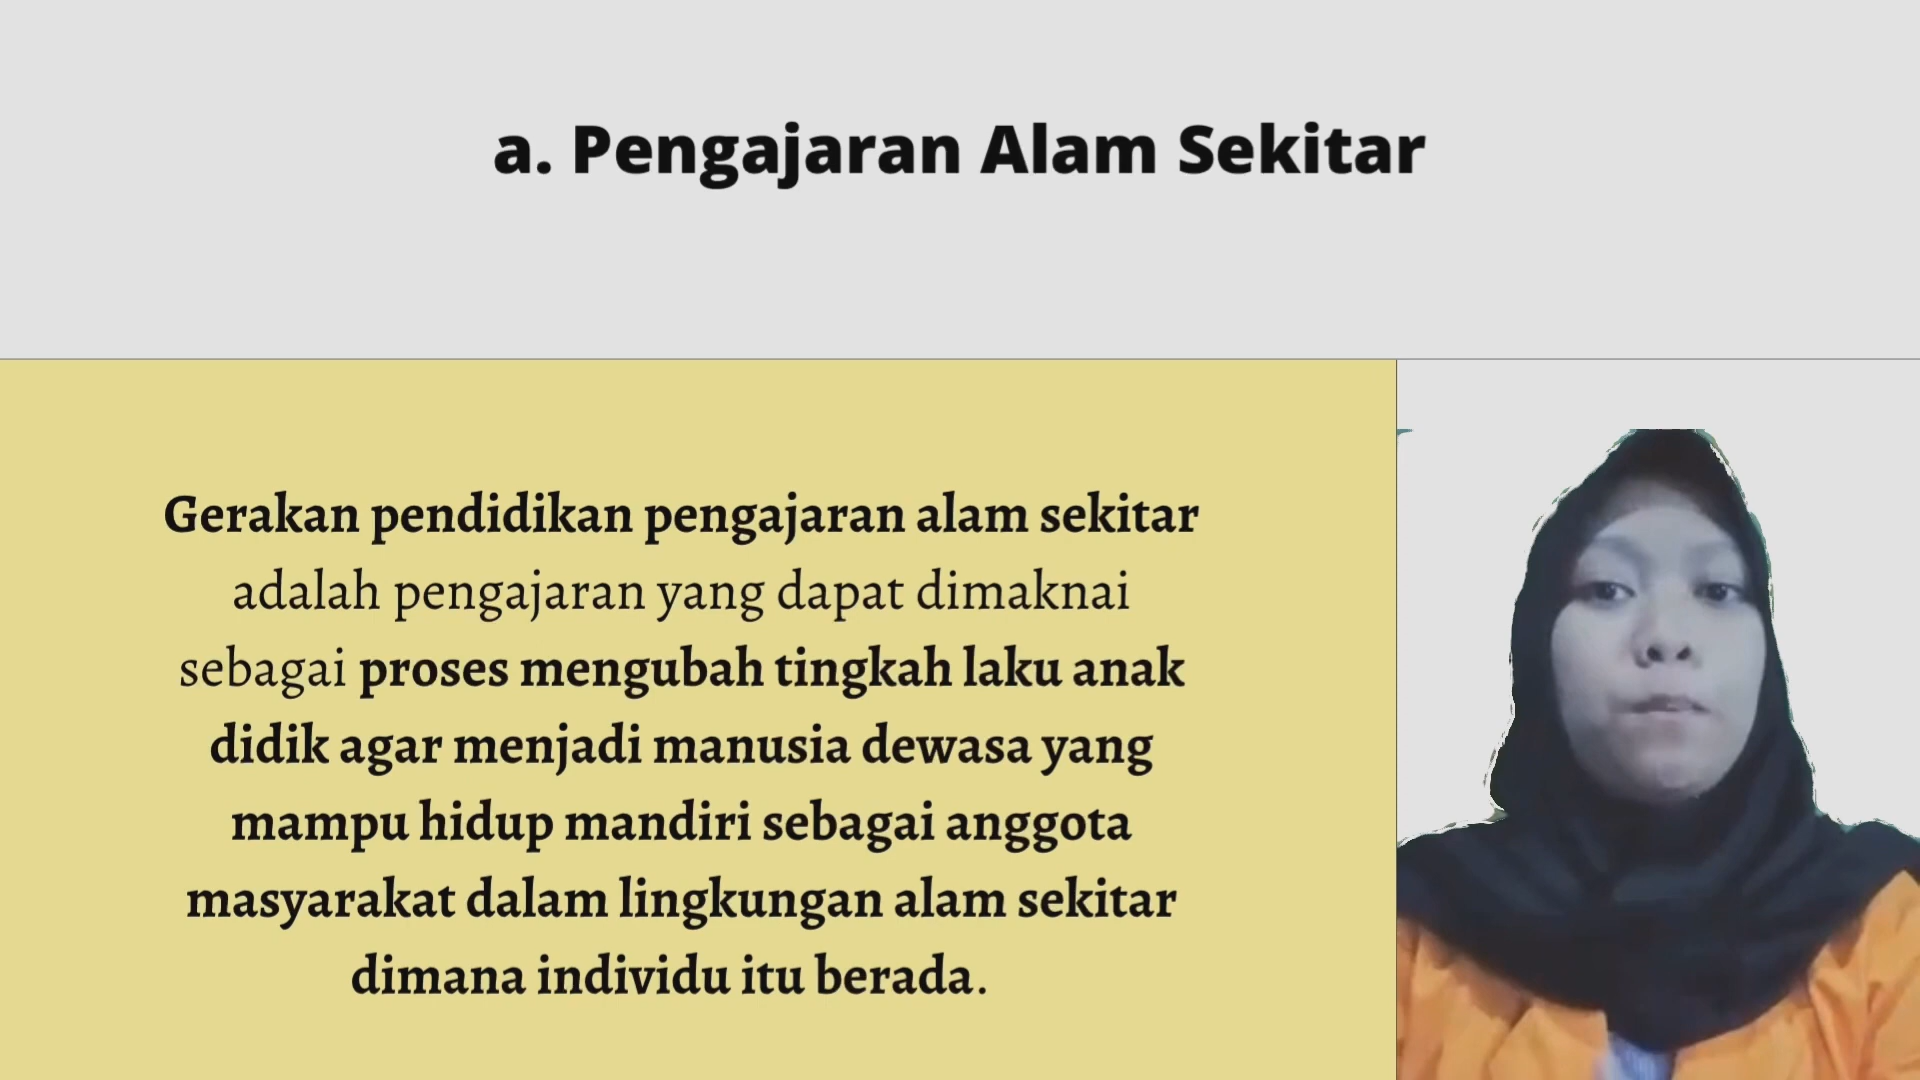 a. Pengajaran Alam Sekitar
Gerakan pendidikan pengajaran alam sekitar
adalah pengajaran yang dapat dimaknai
sebagai proses mengubah tingkah laku anak
didik agar menjadi manusia dewasa yang
mampu hidup mandiri sebagai anggota
masyarakat dalam lingkungan alam sekitar
dimana individu itu berada.